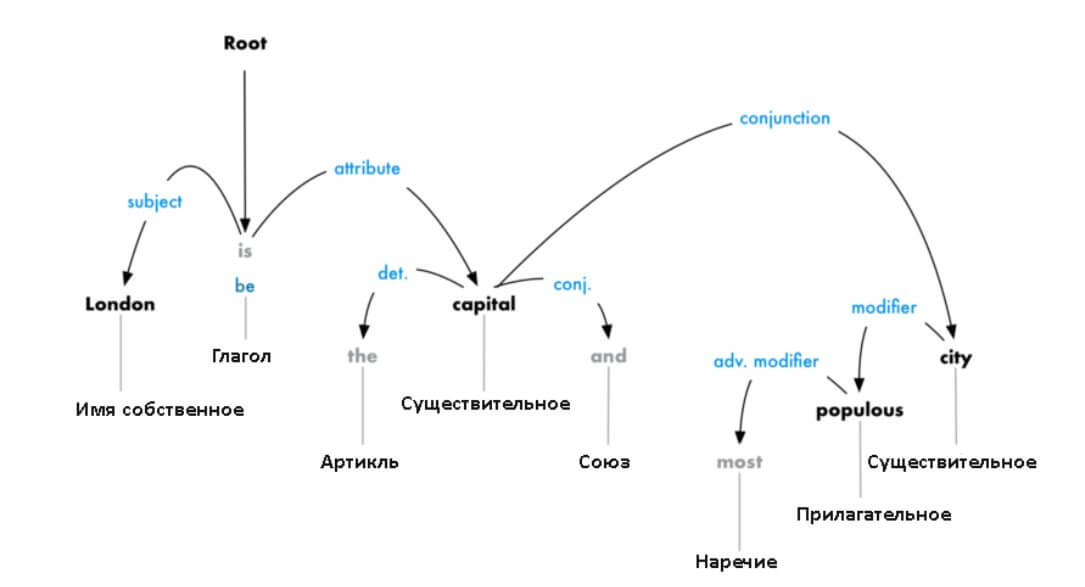 Root
conjunction
attribute
subject
is
det.
be
conj.
London
capital
modifier
Глагол
the
and
adv. modifier
city
Имя собственное
Существительное
populous
Артикль
Союз
most
Существительное
Прилагательное
Наречие